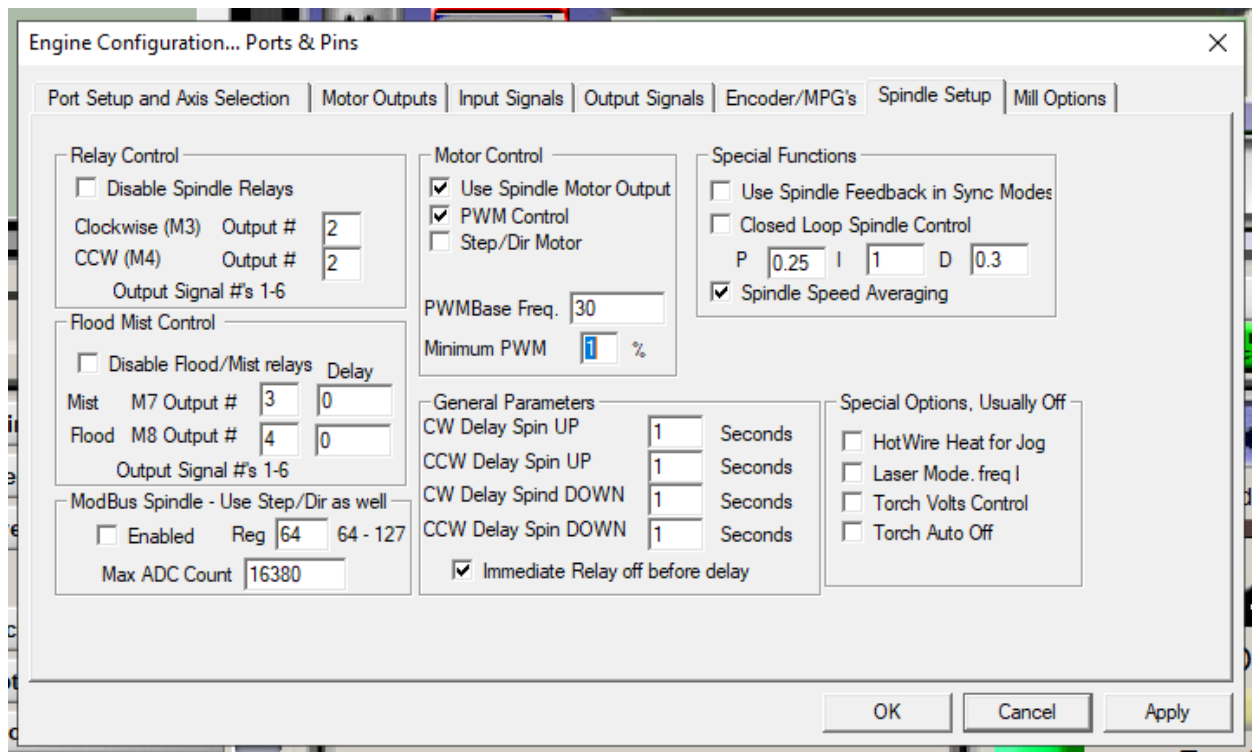 Engine Configuration... Ports & Pins
Port Setup and Axis Selection
Motor Outputs
Input Signals
Output Signals
Encoder/MPG's
Spindle Setup
Mill Options
Relay Control
Disable Spindle Relays
Clockwise (M3) Output # 2
CCW (M4) Output # 2
Output Signal #'s 1-6
Flood Mist Control
Disable Flood/Mist relays Delay
Mist M7 Output # 3 0
Flood M8 Output # 4 0
Output Signal #'s 1-6
ModBus Spindle - Use Step/Dir as well
Enabled Reg 64 64 - 127
Max ADC Count 16380
Motor Control
Use Spindle Motor Output
PWM Control
Step/Dir Motor
PWMBase Freq. 30
Minimum PWM 1 %
General Parameters
CW Delay Spin UP 1 Seconds
CCW Delay Spin UP 1 Seconds
CW Delay Spind DOWN 1 Seconds
CCW Delay Spin DOWN 1 Seconds
Immediate Relay off before delay
Special Functions
Use Spindle Feedback in Sync Modes
Closed Loop Spindle Control
P 0.25 I 1 D 0.3
Spindle Speed Averaging
Special Options, Usually Off
HotWire Heat for Jog
Laser Mode. freq
Torch Volts Control
Torch Auto Off
OK
Cancel
Apply